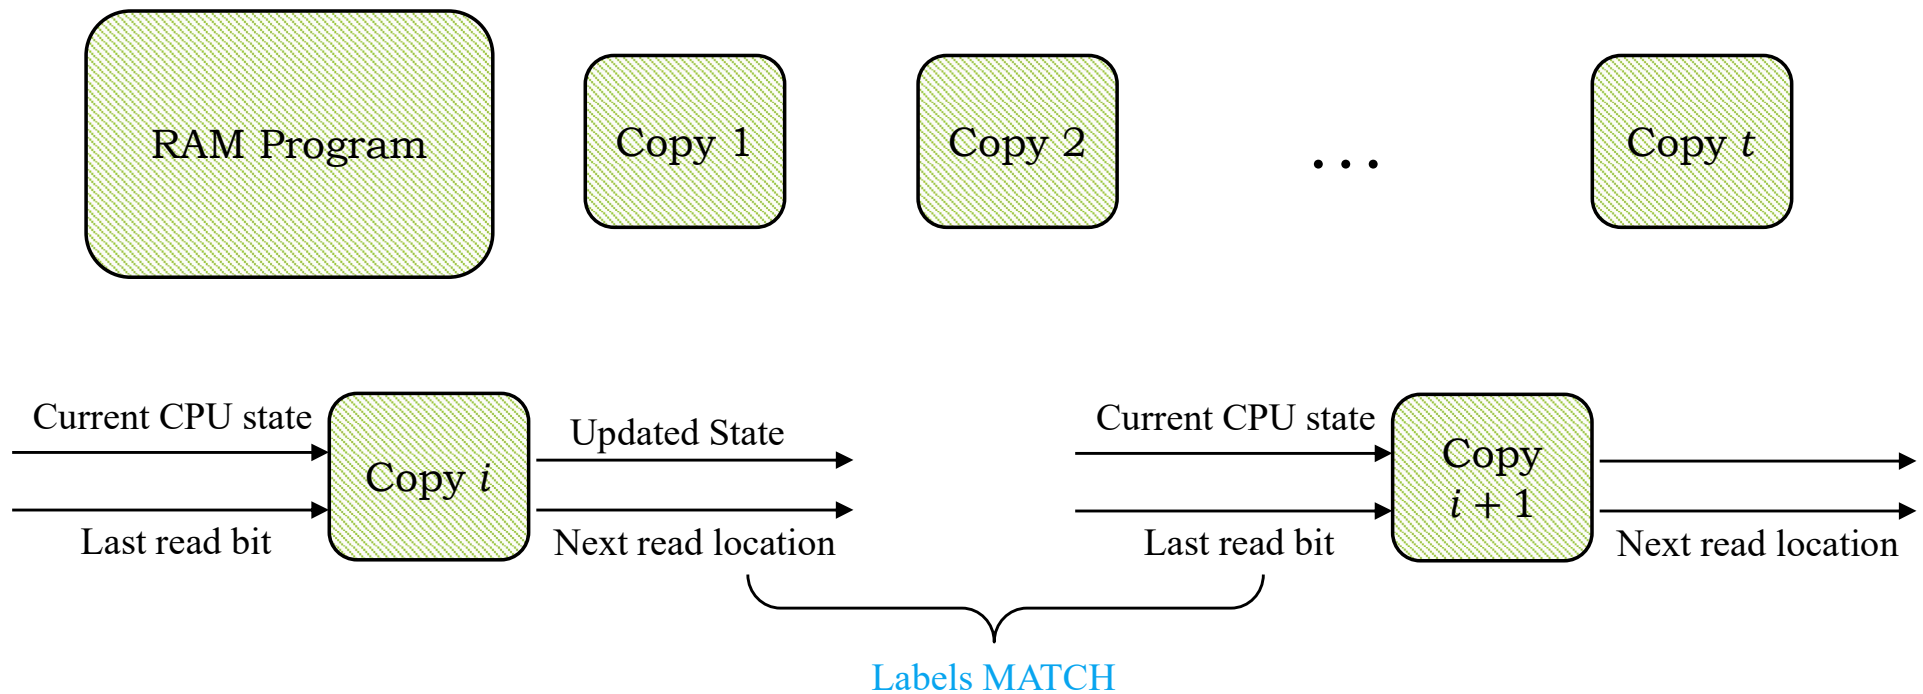 RAM Program
Copy 1
Copy 2
...
Copy t
Current CPU state
Last read bit
Copy i
Updated State
Next read location
Current CPU state
Last read bit
Copy
i + 1
Next read location
Labels MATCH